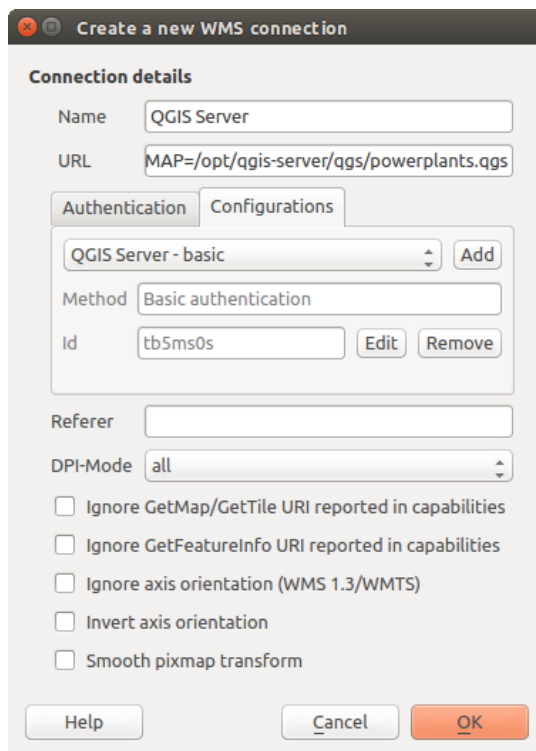 Create a new WMS connection
Connection details
Name QGIS Server
URL MAP=/opt/qgis-server/qgs/powerplants.qgs
Authentication Configurations
QGIS Server - basic Add
Method Basic authentication
Id tb5ms0s Edit Remove
Referer
DPI-Mode all
Ignore GetMap/GetTile URI reported in capabilities
Ignore GetFeatureInfo URI reported in capabilities
Ignore axis orientation (WMS 1.3/WMTS)
Invert axis orientation
Smooth pixmap transform
Help Cancel OK